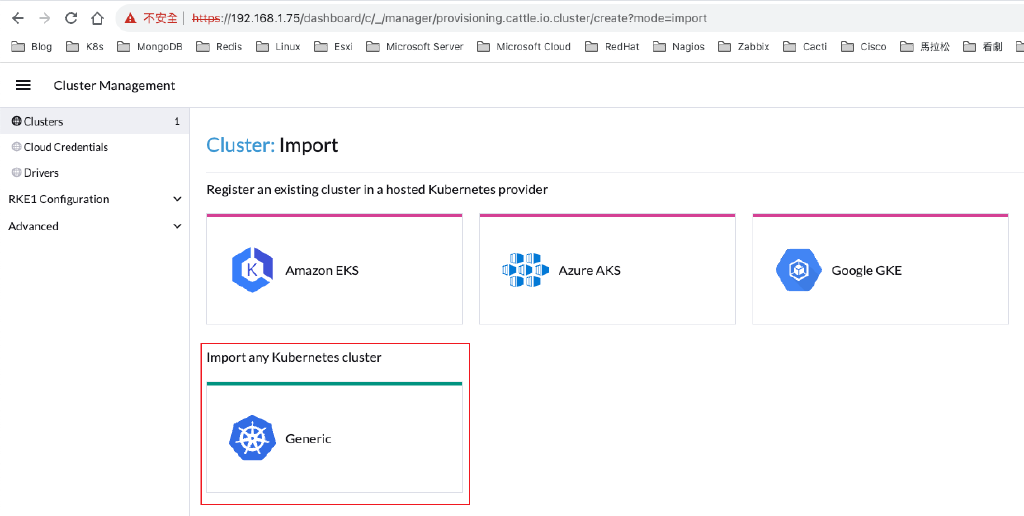 不安全 | https://192.168.1.75/dashboard/c/_/manager/provisioning.cattle.io.cluster/create?mode=import
Blog K8s MongoDB Redis Linux Esxi Microsoft Server Microsoft Cloud RedHat Nagios Zabbix Cacti Cisco 馬拉松 看劇
Cluster Management
Clusters 1
Cloud Credentials
Drivers
RKE1 Configuration
Advanced
Cluster: Import
Register an existing cluster in a hosted Kubernetes provider
Amazon EKS
Azure AKS
Google GKE
Import any Kubernetes cluster
Generic